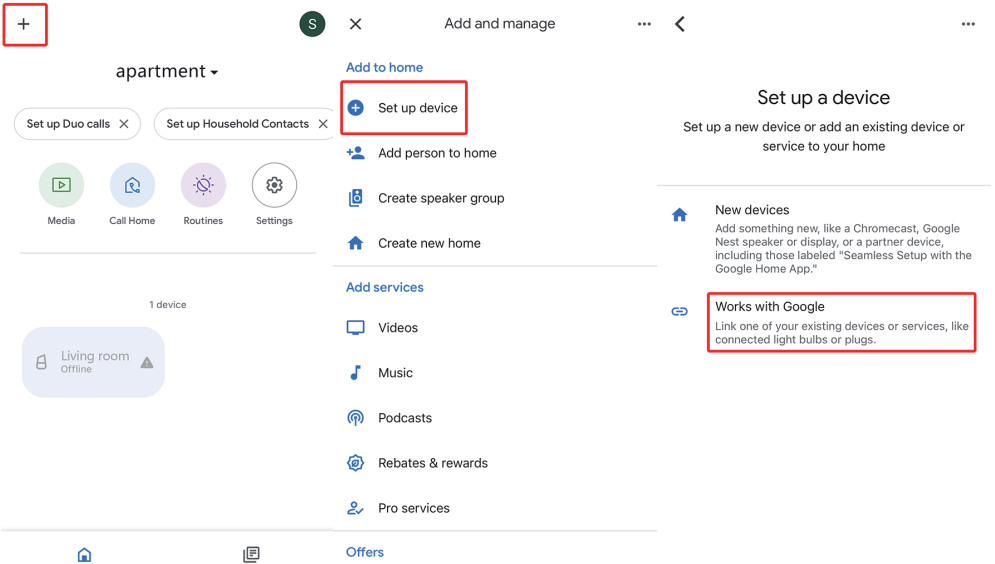 S
apartment
Set up Duo calls
Set up Household Contacts
Media
Call Home
Routines
Settings
1 device
Living room
Offline
Add and manage
Add to home
Set up device
Add person to home
Create speaker group
Create new home
Add services
Videos
Music
Podcasts
Rebates & rewards
Pro services
Offers
Set up a device
Set up a new device or add an existing device or
service to your home
New devices
Add something new, like a Chromecast, Google
Nest speaker or display, or a partner device,
including those labeled "Seamless Setup with the
Google Home App."
Works with Google
Link one of your existing devices or services, like
connected light bulbs or plugs.